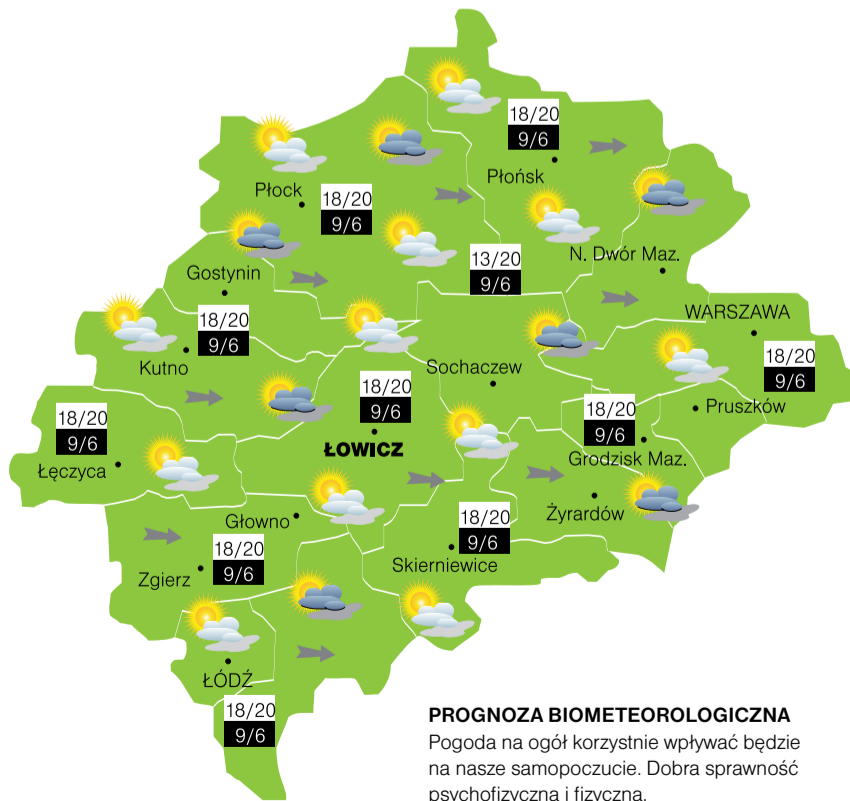 18/20
9/6
Płońsk
Płock
18/20
9/6
N. Dwór Maz.
13/20
9/6
Gostynin
WARSZAWA
18/20
9/6
Kutno
Sochaczew
18/20
9/6
18/20
9/6
Pruszków
18/20
9/6
ŁOWICZ
18/20
9/6
Łęczyca
Grodzisk Maz.
Żyrardów
Głowno
18/20
9/6
Skierniewice
18/20
9/6
Zgierz
ŁÓDŹ
18/20
9/6
PROGNOZA BIOMETEOROLOGICZNA
Pogoda na ogół korzystnie wpływać będzie
na nasze samopoczucie. Dobra sprawność
psychofizyczna i fizyczna.